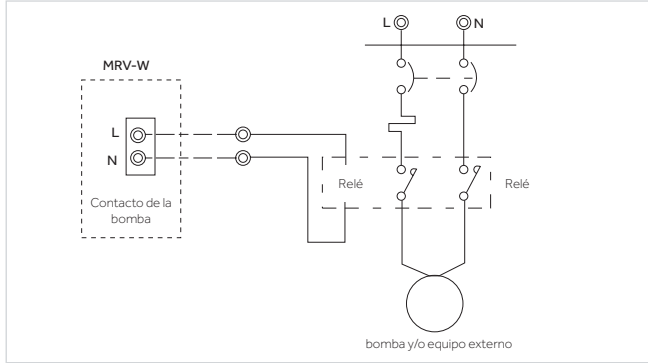 L N
MRV-W
L
N
Contacto de la
bomba
Relé Relé
bomba y/o equipo externo